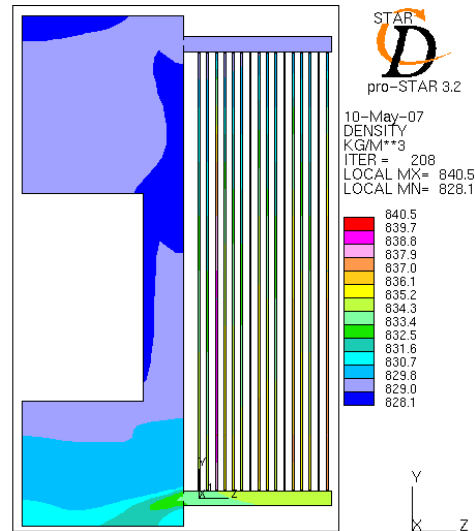 STAR
CD
pro-STAR 3.2
10-May-07
DENSITY
KG/M**3
ITER = 208
LOCAL MX= 840.5
LOCAL MN= 828.1
840.5
839.7
838.8
837.9
837.0
836.1
835.2
834.3
833.4
832.5
831.6
830.7
829.8
829.0
828.1
Y
X Z
Y
X Z